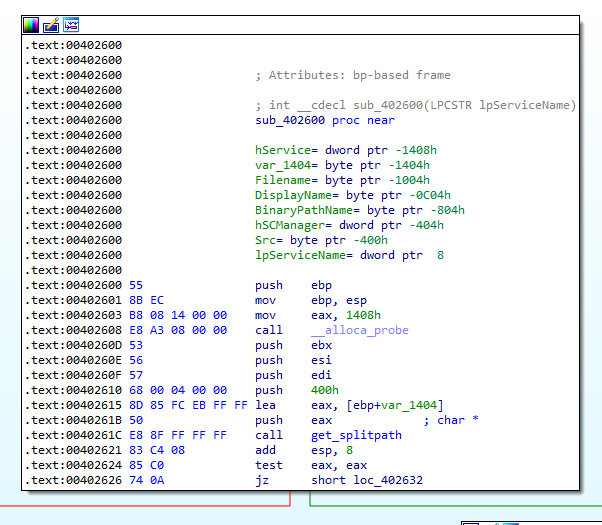 .text:00402600
.text:00402600
.text:00402600 ; Attributes: bp-based frame
.text:00402600
.text:00402600 ; int __cdecl sub_402600(LPCSTR lpServiceName)
.text:00402600 sub_402600 proc near
.text:00402600
.text:00402600 hService= dword ptr -1408h
.text:00402600 var_1404= byte ptr -1404h
.text:00402600 Filename= byte ptr -1004h
.text:00402600 DisplayName= byte ptr -0C04h
.text:00402600 BinaryPathName= byte ptr -804h
.text:00402600 hSCManager= dword ptr -404h
.text:00402600 Src= byte ptr -400h
.text:00402600 lpServiceName= dword ptr  8
.text:00402600
.text:00402600 55 push ebp
.text:00402601 8B EC mov ebp, esp
.text:00402603 B8 08 14 00 00 mov eax, 1408h
.text:00402608 E8 A3 08 00 00 call __alloca_probe
.text:0040260D 53 push ebx
.text:0040260E 56 push esi
.text:0040260F 57 push edi
.text:00402610 68 00 04 00 00 push 400h
.text:00402615 8D 85 FC EB FF FF lea eax, [ebp+var_1404]
.text:0040261B 50 push eax ; char *
.text:0040261C E8 8F FF FF FF call get_splitpath
.text:00402621 83 C4 08 add esp, 8
.text:00402624 85 C0 test eax, eax
.text:00402626 74 0A jz short loc_402632